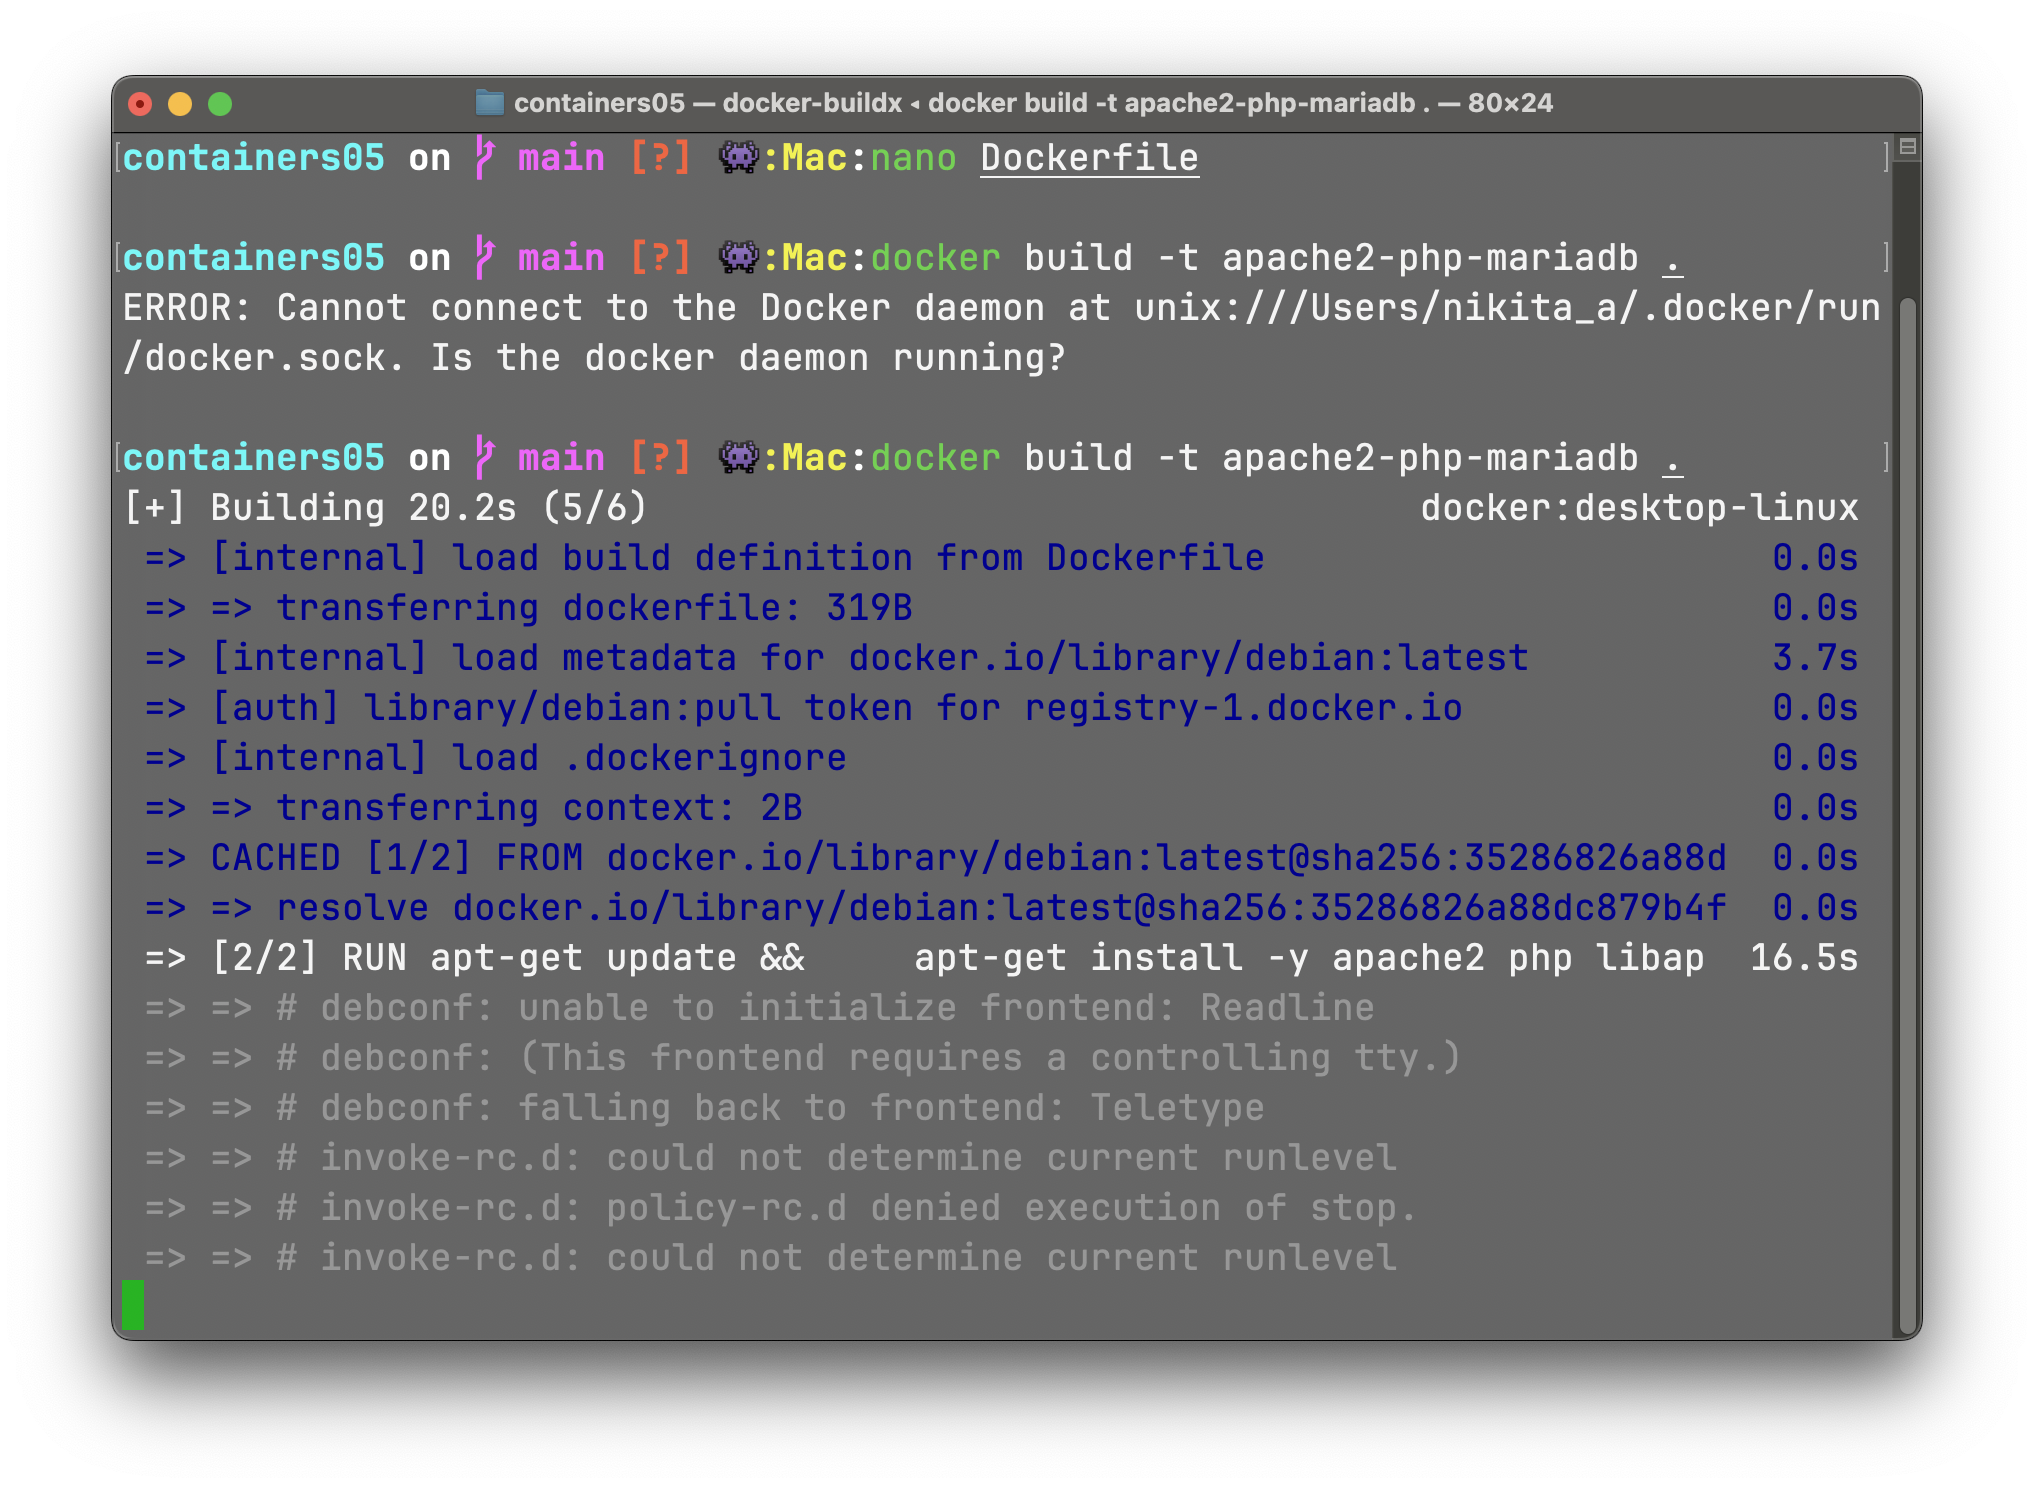 containers05 — docker-buildx ◂ docker build -t apache2-php-mariadb . — 80×24
[containers05 on main [?] 👾:Mac:nano Dockerfile ]
[containers05 on main [?] 👾:Mac:docker build -t apache2-php-mariadb . ]
ERROR: Cannot connect to the Docker daemon at unix:///Users/nikita_a/.docker/run
/docker.sock. Is the docker daemon running?
[containers05 on main [?] 👾:Mac:docker build -t apache2-php-mariadb . ]
[+] Building 20.2s (5/6) docker:desktop-linux
=> [internal] load build definition from Dockerfile 0.0s
=> => transferring dockerfile: 319B 0.0s
=> [internal] load metadata for docker.io/library/debian:latest 3.7s
=> [auth] library/debian:pull token for registry-1.docker.io 0.0s
=> [internal] load .dockerignore 0.0s
=> => transferring context: 2B 0.0s
=> CACHED [1/2] FROM docker.io/library/debian:latest@sha256:35286826a88d 0.0s
=> => resolve docker.io/library/debian:latest@sha256:35286826a88dc879b4f 0.0s
=> [2/2] RUN apt-get update &&     apt-get install -y apache2 php libap 16.5s
=> => # debconf: unable to initialize frontend: Readline
=> => # debconf: (This frontend requires a controlling tty.)
=> => # debconf: falling back to frontend: Teletype
=> => # invoke-rc.d: could not determine current runlevel
=> => # invoke-rc.d: policy-rc.d denied execution of stop.
=> => # invoke-rc.d: could not determine current runlevel